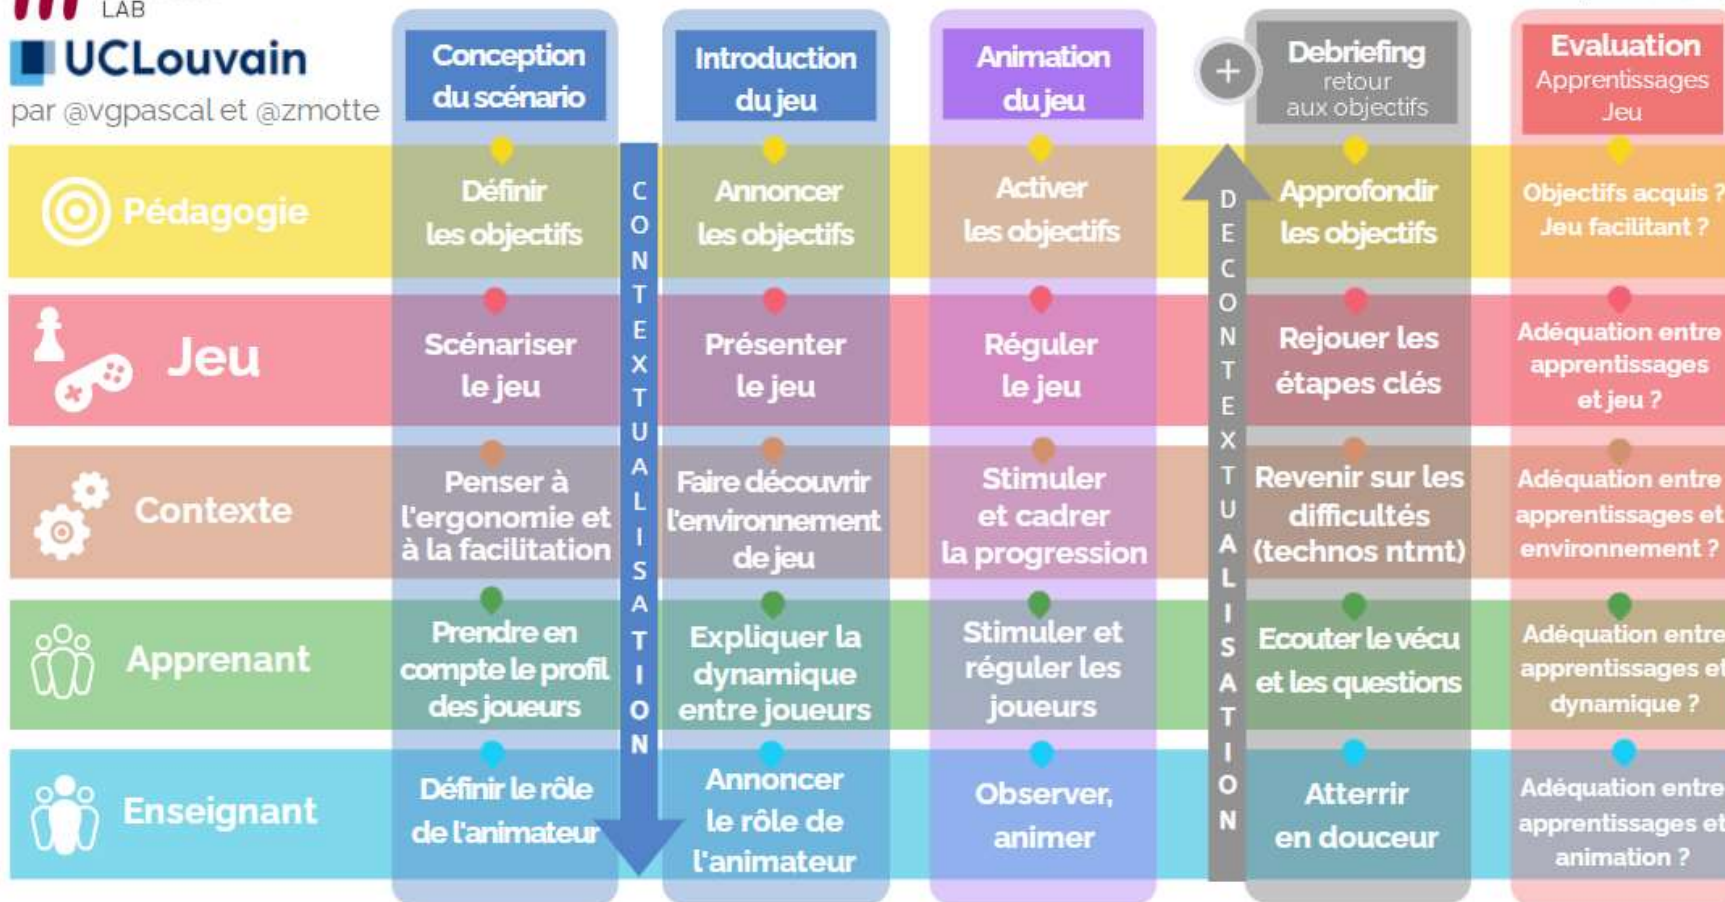 LAB
UCLouvain
par @vgpascal et @zmotte
Conception
du scénario
Introduction
du jeu
Animation
du jeu
+
Debriefing
retour
aux objectifs
Evaluation
Apprentissages
Jeu
CONTEXTUALISATION
DECONTEXTUALISATION
Pédagogie
Définir
les objectifs
Annoncer
les objectifs
Activer
les objectifs
Approfondir
les objectifs
Objectifs acquis ?
Jeu facilitant ?
Jeu
Scénariser
le jeu
Présenter
le jeu
Réguler
le jeu
Rejouer les
étapes clés
Adéquation entre
apprentissages
et jeu ?
Contexte
Penser à
l'ergonomie et
à la facilitation
Faire découvrir
l'environnement
de jeu
Stimuler
et cadrer
la progression
Revenir sur les
difficultés
(technos ntmt)
Adéquation entre
apprentissages et
environnement ?
Apprenant
Prendre en
compte le profil
des joueurs
Expliquer la
dynamique
entre joueurs
Stimuler et
réguler les
joueurs
Ecouter le vécu
et les questions
Adéquation entre
apprentissages et
dynamique ?
Enseignant
Définir le rôle
de l'animateur
Annoncer
le rôle de
l'animateur
Observer,
animer
Atterrir
en douceur
Adéquation entre
apprentissages et
animation ?